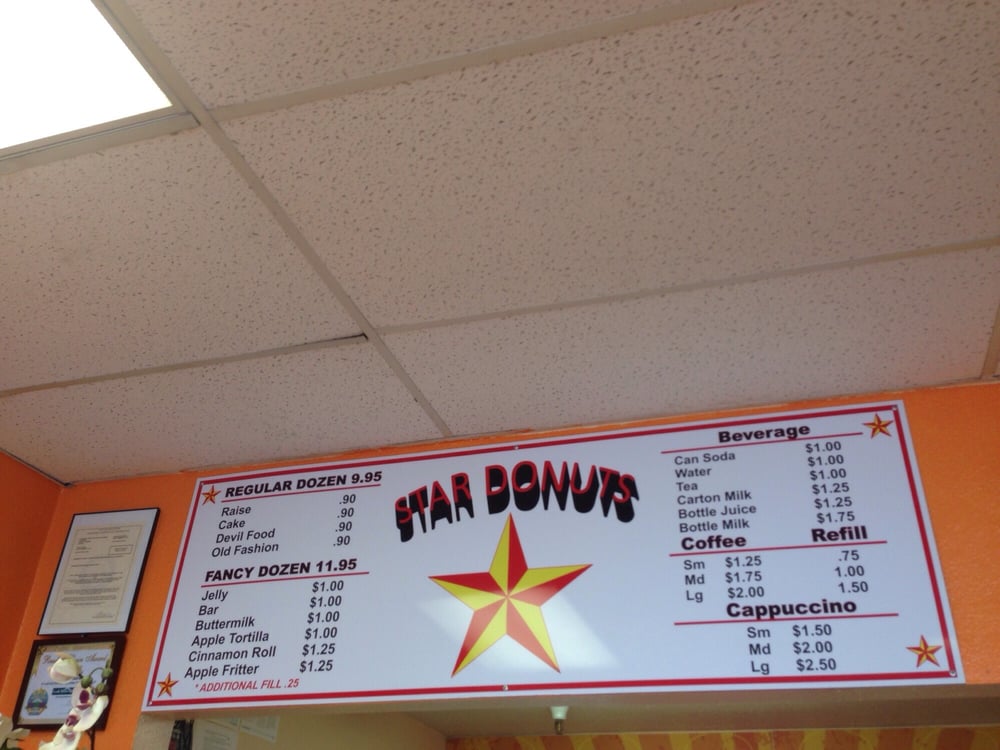 STAR DONUTS
REGULAR DOZEN 9.95
Raise .90
Cake .90
Devil Food .90
Old Fashion .90
FANCY DOZEN 11.95
Jelly $1.00
Bar $1.00
Buttermilk $1.00
Apple Tortilla $1.00
Cinnamon Roll $1.25
Apple Fritter $1.25
* ADDITIONAL FILL .25
Beverage
Can Soda $1.00
Water $1.00
Tea $1.00
Carton Milk $1.25
Bottle Juice $1.25
Bottle Milk $1.75
Coffee Refill
Sm $1.25 .75
Md $1.75 1.00
Lg $2.00 1.50
Cappuccino
Sm $1.50
Md $2.00
Lg $2.50